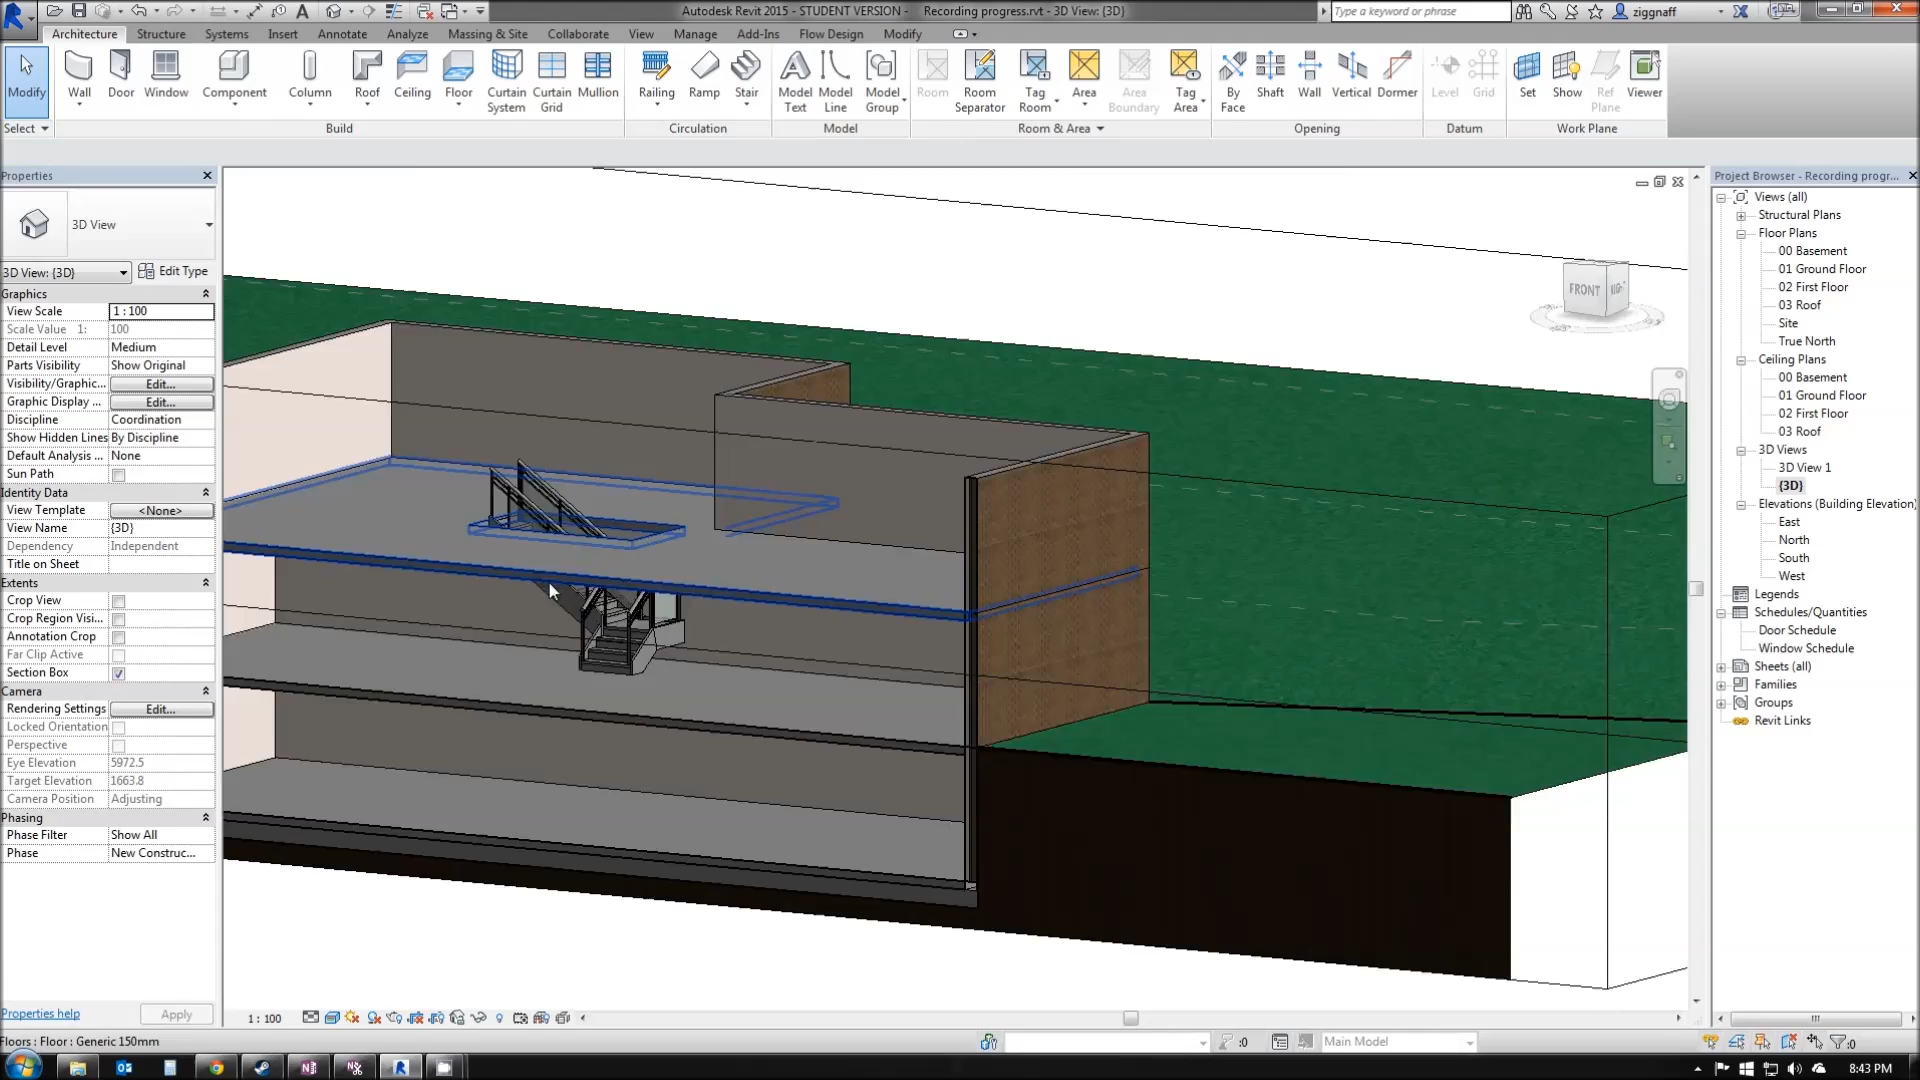 Autodesk Revit 2015 - STUDENT VERSION - Recording progress.rvt - 3D View: {3D}
Type a keyword or phrase
ziggnaff
Architecture Structure Systems Insert Annotate Analyze Massing & Site Collaborate View Manage Add-Ins Flow Design Modify
Modify Wall Door Window Component Column Roof Ceiling Floor Curtain System Curtain Grid Mullion Railing Ramp Stair Model Text Model Line Model Group Room Room Separator Tag Room Area Area Boundary Tag Area By Face Shaft Wall Vertical Dormer Level Grid Set Show Ref Plane Viewer
Select Build Circulation Model Room & Area Opening Datum Work Plane
Properties
3D View
3D View: {3D} Edit Type
Graphics
View Scale 1 : 100
Scale Value 1: 100
Detail Level Medium
Parts Visibility Show Original
Visibility/Graphic... Edit...
Graphic Display ... Edit...
Discipline Coordination
Show Hidden Lines By Discipline
Default Analysis ... None
Sun Path
Identity Data
View Template <None>
View Name {3D}
Dependency Independent
Title on Sheet
Extents
Crop View
Crop Region Visi...
Annotation Crop
Far Clip Active
Section Box
Camera
Rendering Settings Edit...
Locked Orientation
Perspective
Eye Elevation 5972.5
Target Elevation 1663.8
Camera Position Adjusting
Phasing
Phase Filter Show All
Phase New Construc...
Properties help Apply
FRONT
Project Browser - Recording progr...
Views (all)
Structural Plans
Floor Plans
00 Basement
01 Ground Floor
02 First Floor
03 Roof
Site
True North
Ceiling Plans
00 Basement
01 Ground Floor
02 First Floor
03 Roof
3D Views
3D View 1
{3D}
Elevations (Building Elevation)
East
North
South
West
Legends
Schedules/Quantities
Door Schedule
Window Schedule
Sheets (all)
Families
Groups
Revit Links
1 : 100
Floors : Floor : Generic 150mm
:0
Main Model
:0
8:43 PM